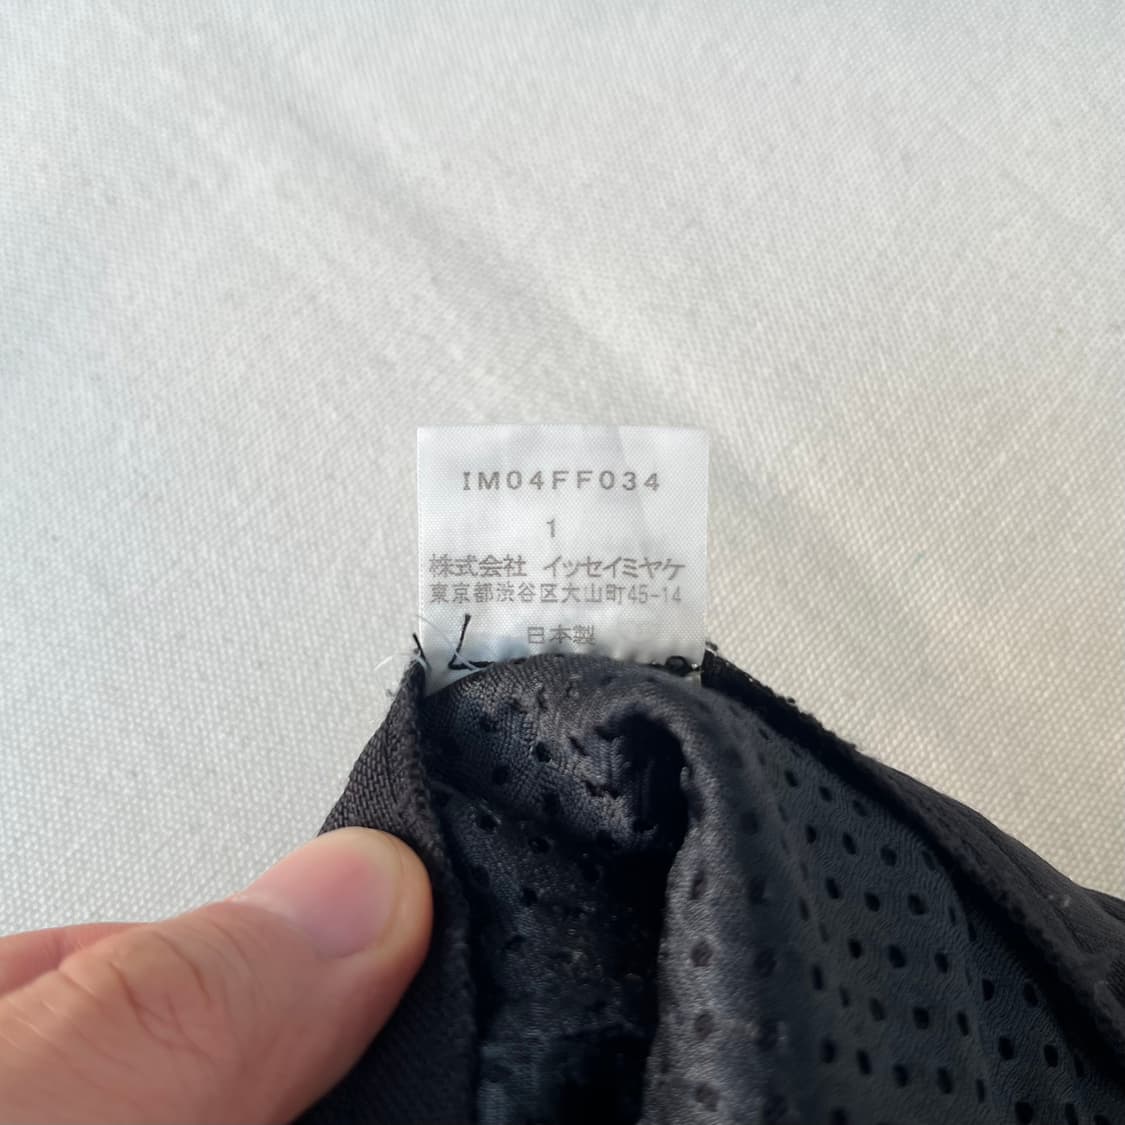 IM04FF034
1
株式会社 イッセイミヤケ
東京都渋谷区大山町45-14
日本製